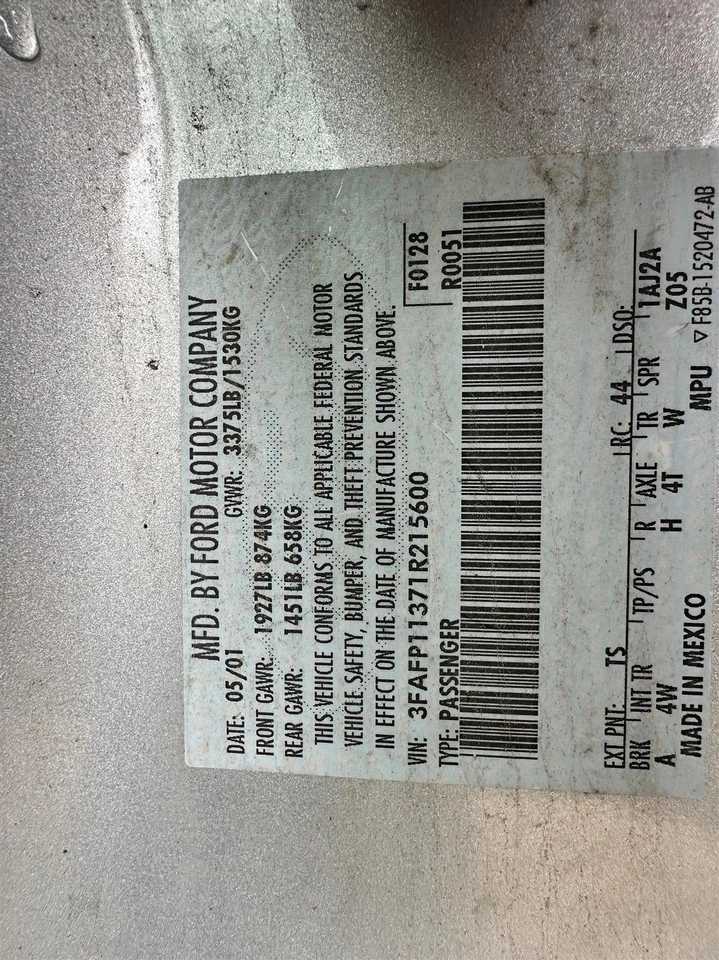 MFD. BY FORD MOTOR COMPANY
DATE: 05/01 GVWR: 3375LB/1530KG
FRONT GAWR: 1927LB 874KG
REAR GAWR: 1451LB 658KG
THIS VEHICLE CONFORMS TO ALL APPLICABLE FEDERAL MOTOR
VEHICLE SAFETY, BUMPER, AND THEFT PREVENTION STANDARDS
IN EFFECT ON THE DATE OF MANUFACTURE SHOWN ABOVE.
VIN: 3FAFP11371R215600 F0128
TYPE: PASSENGER R0051
EXT PNT: TS RC: 44 DSO:
BRK INT TR TP/PS R AXLE TR SPR 1AJ2A
A 4W H 4T W Z05
MADE IN MEXICO MPU ▽ F85B-1520472-AB